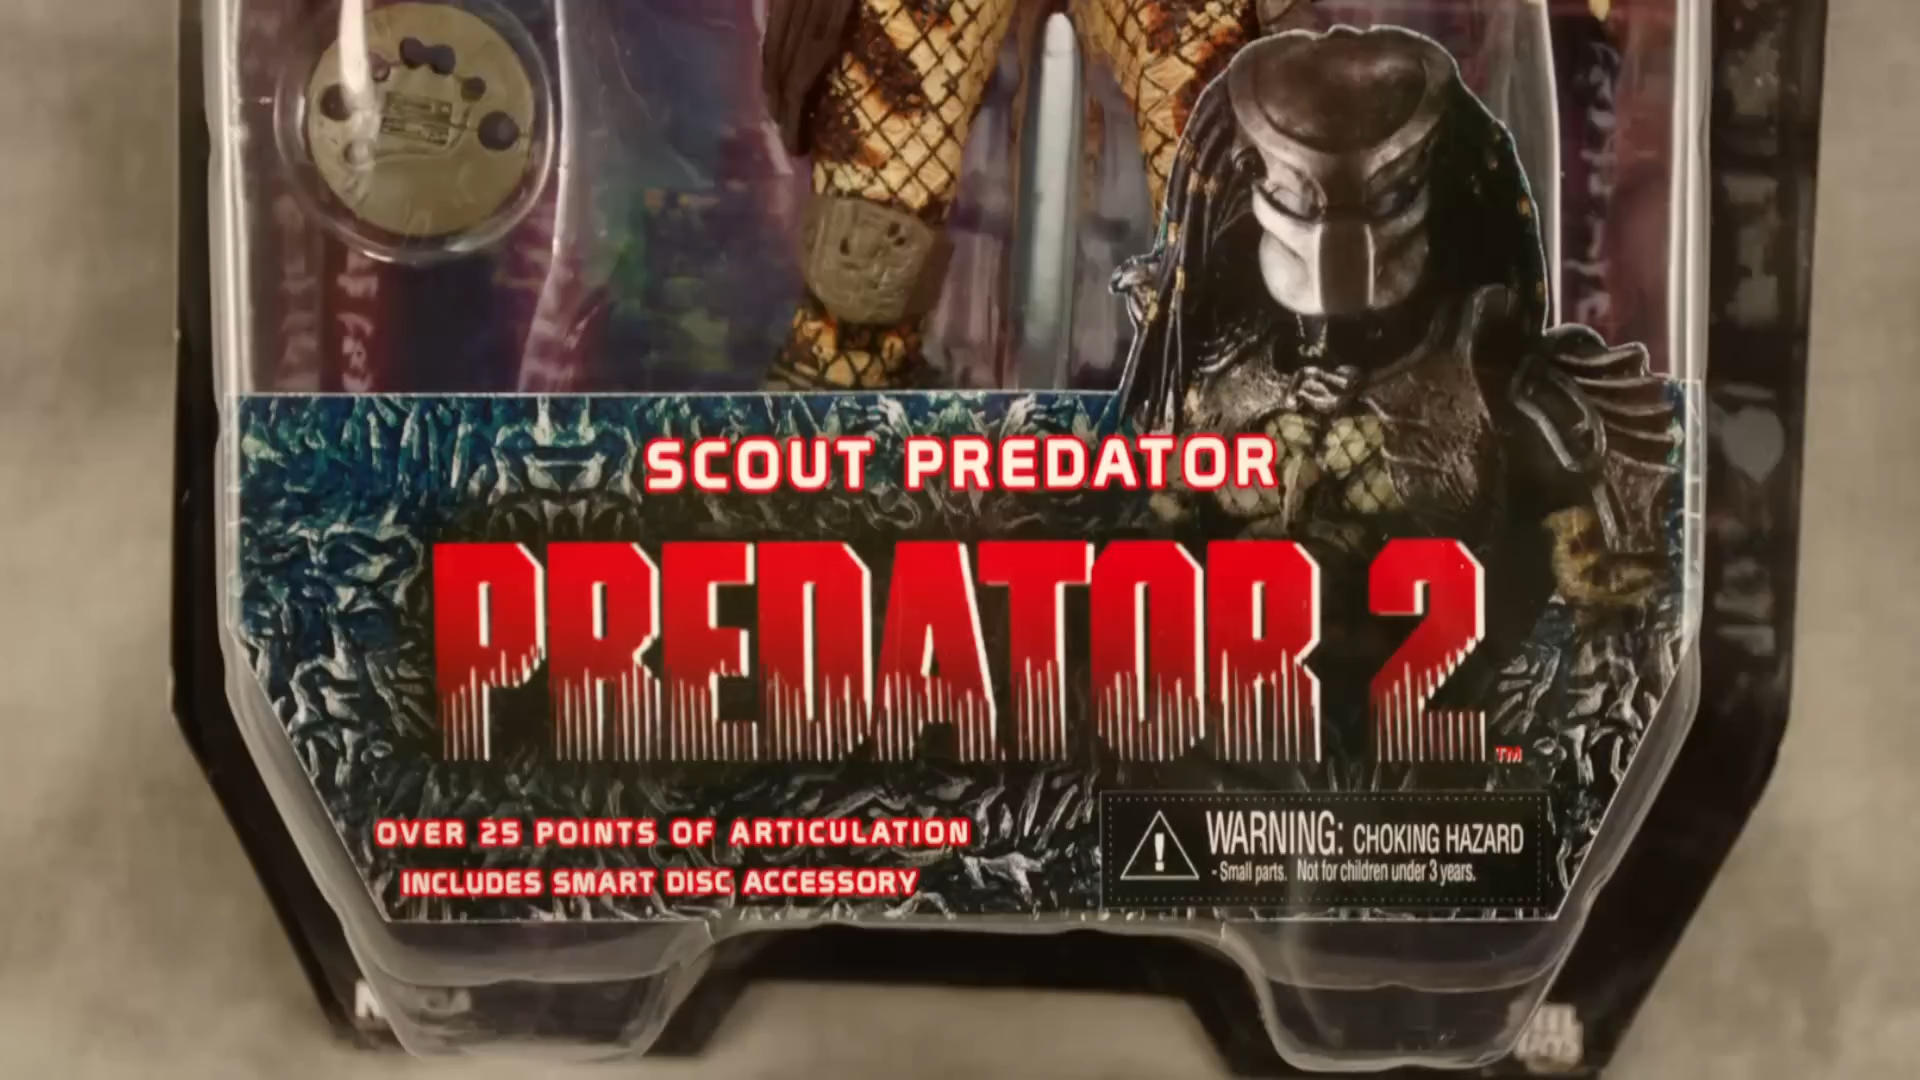 SCOUT PREDATOR
PREDATOR 2
TM
OVER 25 POINTS OF ARTICULATION
INCLUDES SMART DISC ACCESSORY
WARNING: CHOKING HAZARD
- Small parts. Not for children under 3 years.